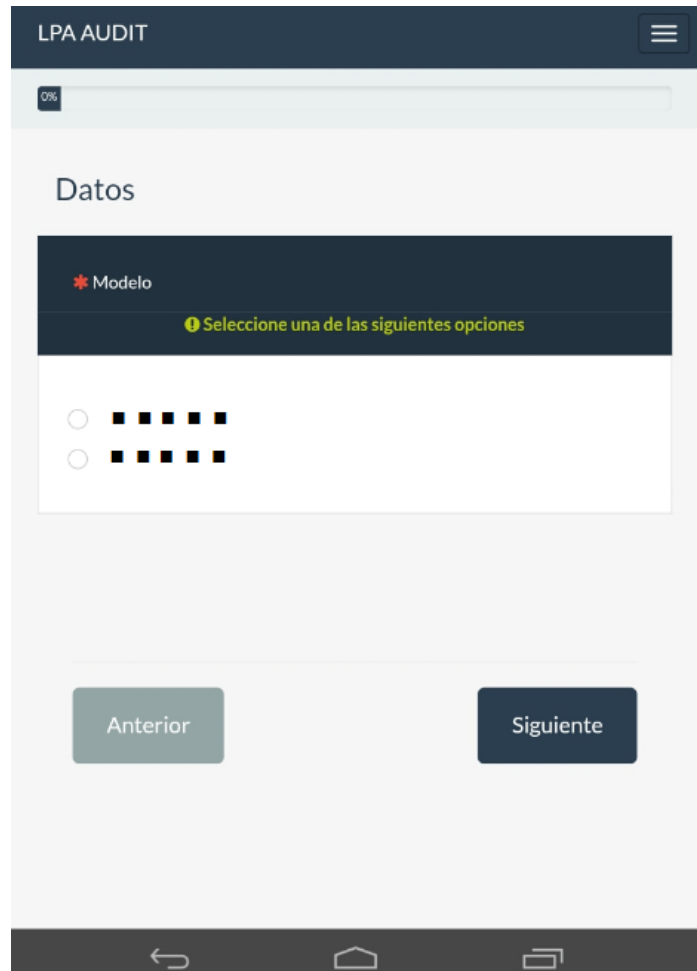 LPA AUDIT
0%
Datos
* Modelo
Seleccione una de las siguientes opciones
■ ■ ■ ■ ■
■ ■ ■ ■ ■
Anterior
Siguiente